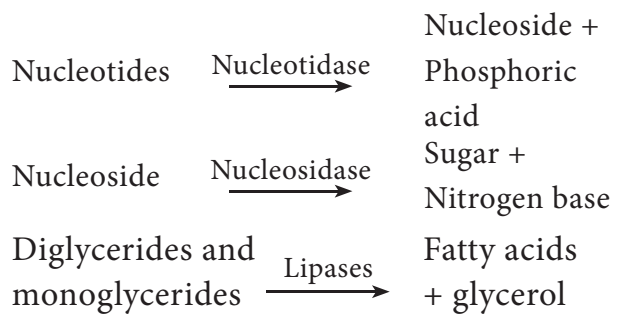 Nucleotides Nucleotidase Nucleoside +
Phosphoric
acid
Nucleoside Nucleosidase Sugar +
Nitrogen base
Diglycerides and
monoglycerides Lipases Fatty acids
+ glycerol